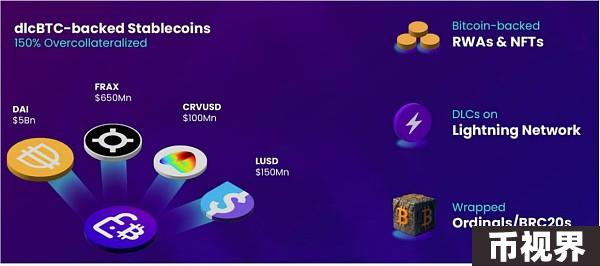 dlcBTC-backed Stablecoins
150% Overcollateralized
FRAX
$650Mn
DAI
$5Bn
CRVUSD
$100Mn
LUSD
$150Mn
Bitcoin-backed
RWAs & NFTs
DLCs on
Lightning Network
Wrapped
Ordinals/BRC20s
币视界